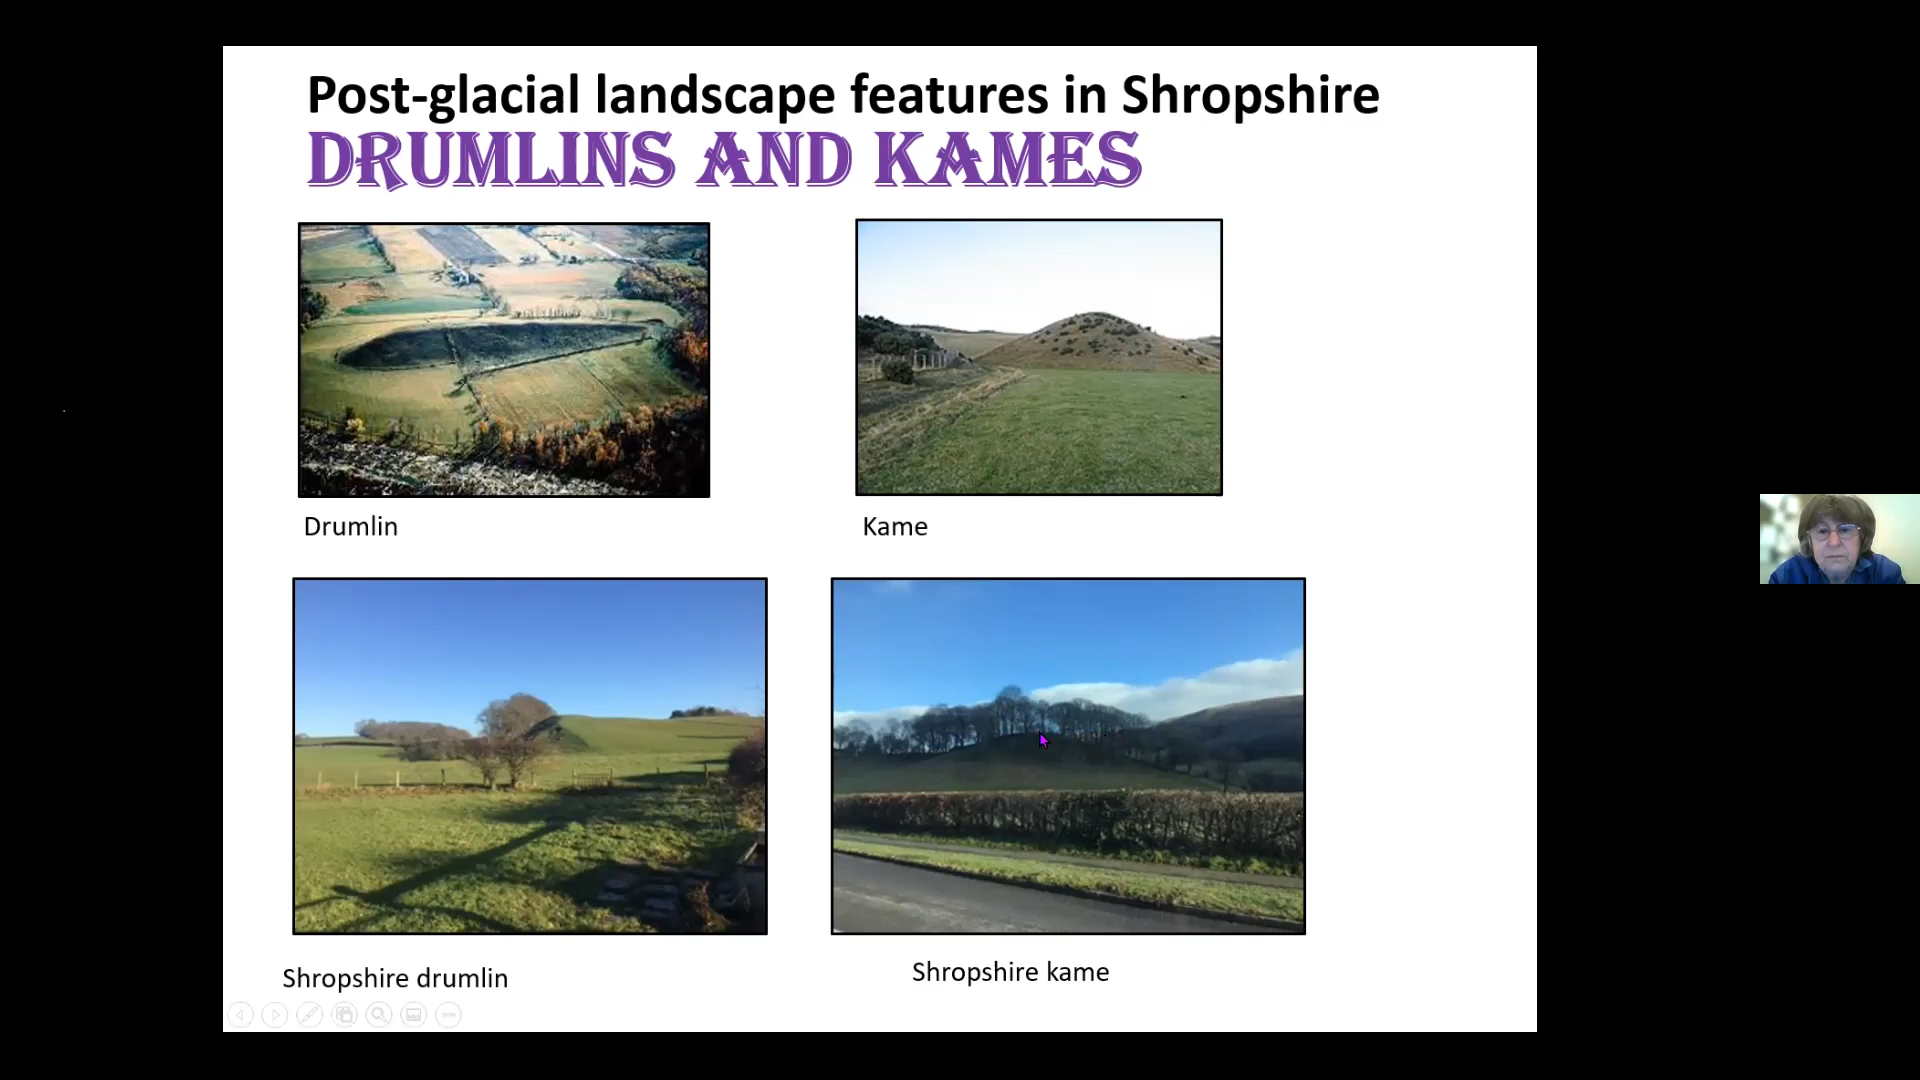 Post-glacial landscape features in Shropshire
DRUMLINS AND KAMES
Drumlin
Kame
Shropshire drumlin
Shropshire kame